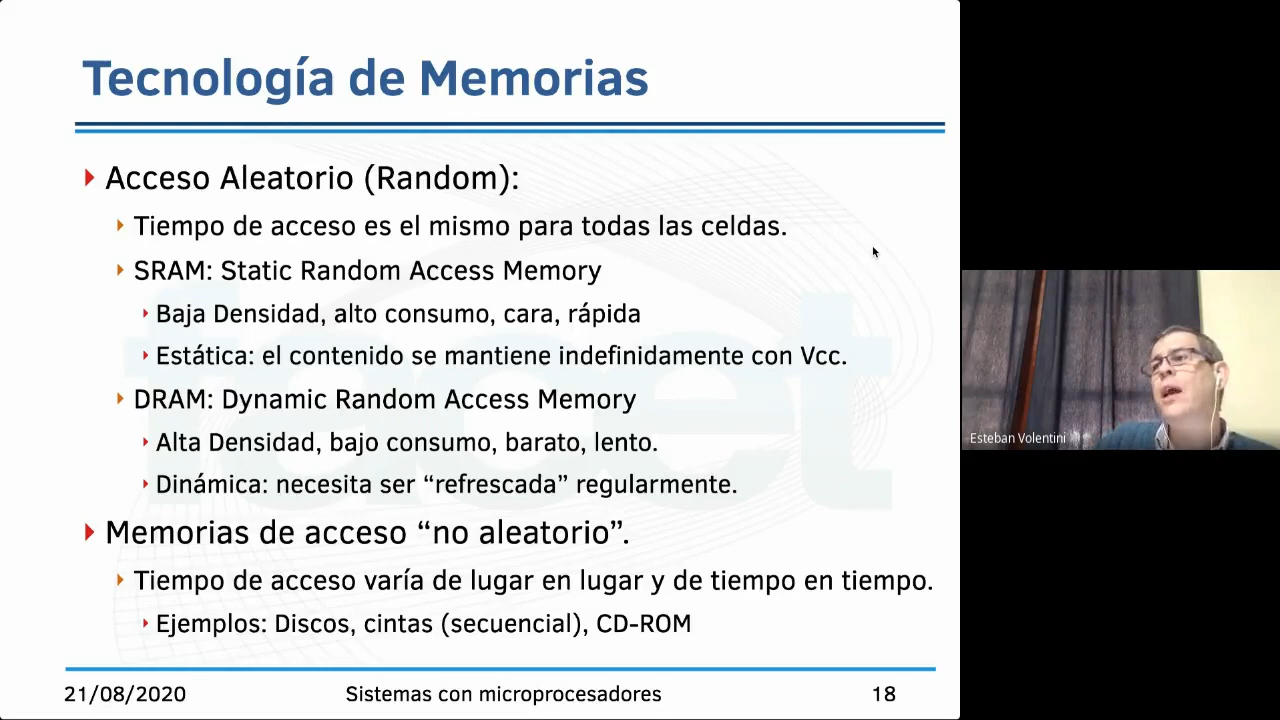 Tecnología de Memorias
Acceso Aleatorio (Random):
Tiempo de acceso es el mismo para todas las celdas.
SRAM: Static Random Access Memory
Baja Densidad, alto consumo, cara, rápida
Estática: el contenido se mantiene indefinidamente con Vcc.
DRAM: Dynamic Random Access Memory
Alta Densidad, bajo consumo, barato, lento.
Dinámica: necesita ser “refrescada” regularmente.
Memorias de acceso “no aleatorio”.
Tiempo de acceso varía de lugar en lugar y de tiempo en tiempo.
Ejemplos: Discos, cintas (secuencial), CD-ROM
21/08/2020 Sistemas con microprocesadores 18
Esteban Volentini
facet